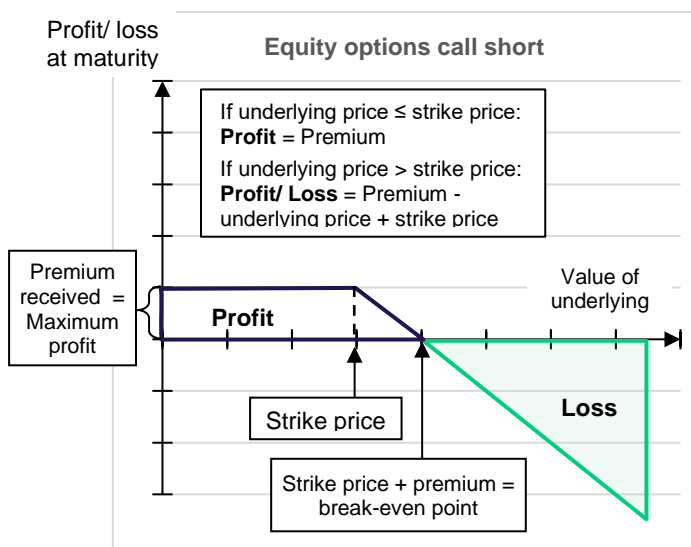 Profit/ loss
at maturity
Equity options call short
If underlying price ≤ strike price:
Profit = Premium
If underlying price > strike price:
Profit/ Loss = Premium -
underlying price + strike price
Premium
received =
Maximum
profit
Profit
Value of
underlying
Strike price
Loss
Strike price + premium =
break-even point